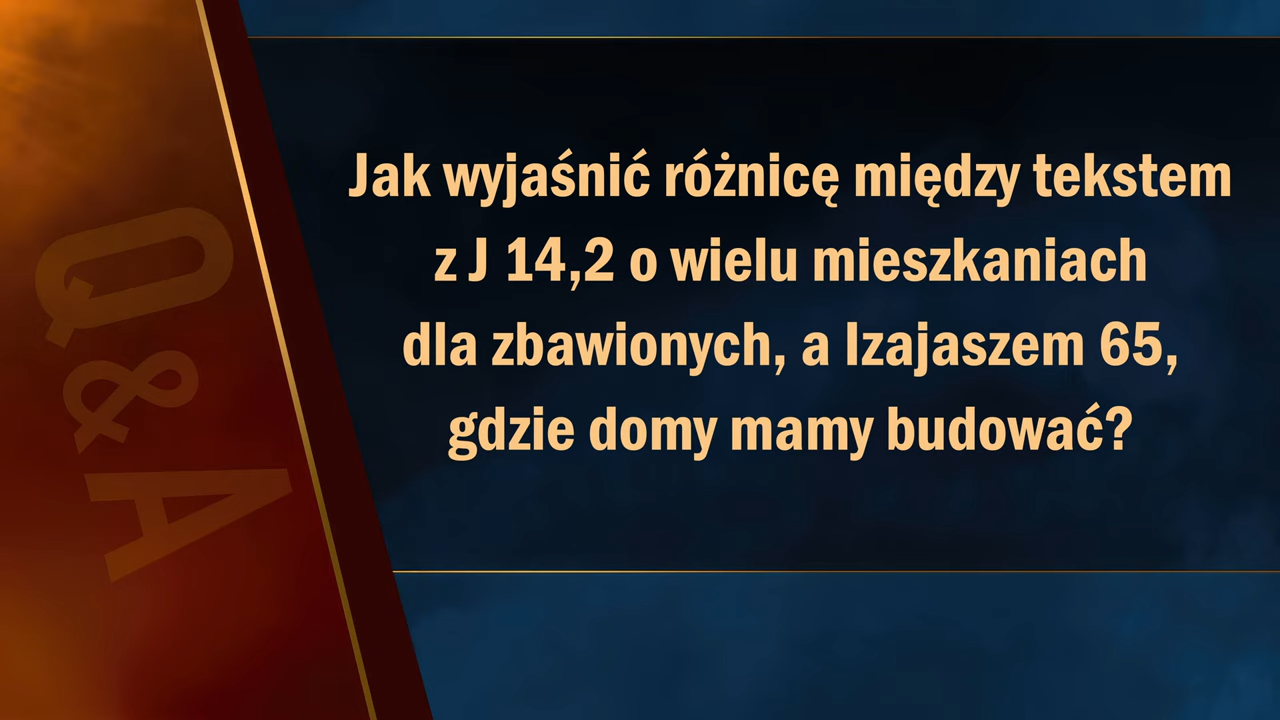 Q&A
Jak wyjaśnić różnicę między tekstem
z J 14,2 o wielu mieszkaniach
dla zbawionych, a Izajaszem 65,
gdzie domy mamy budować?